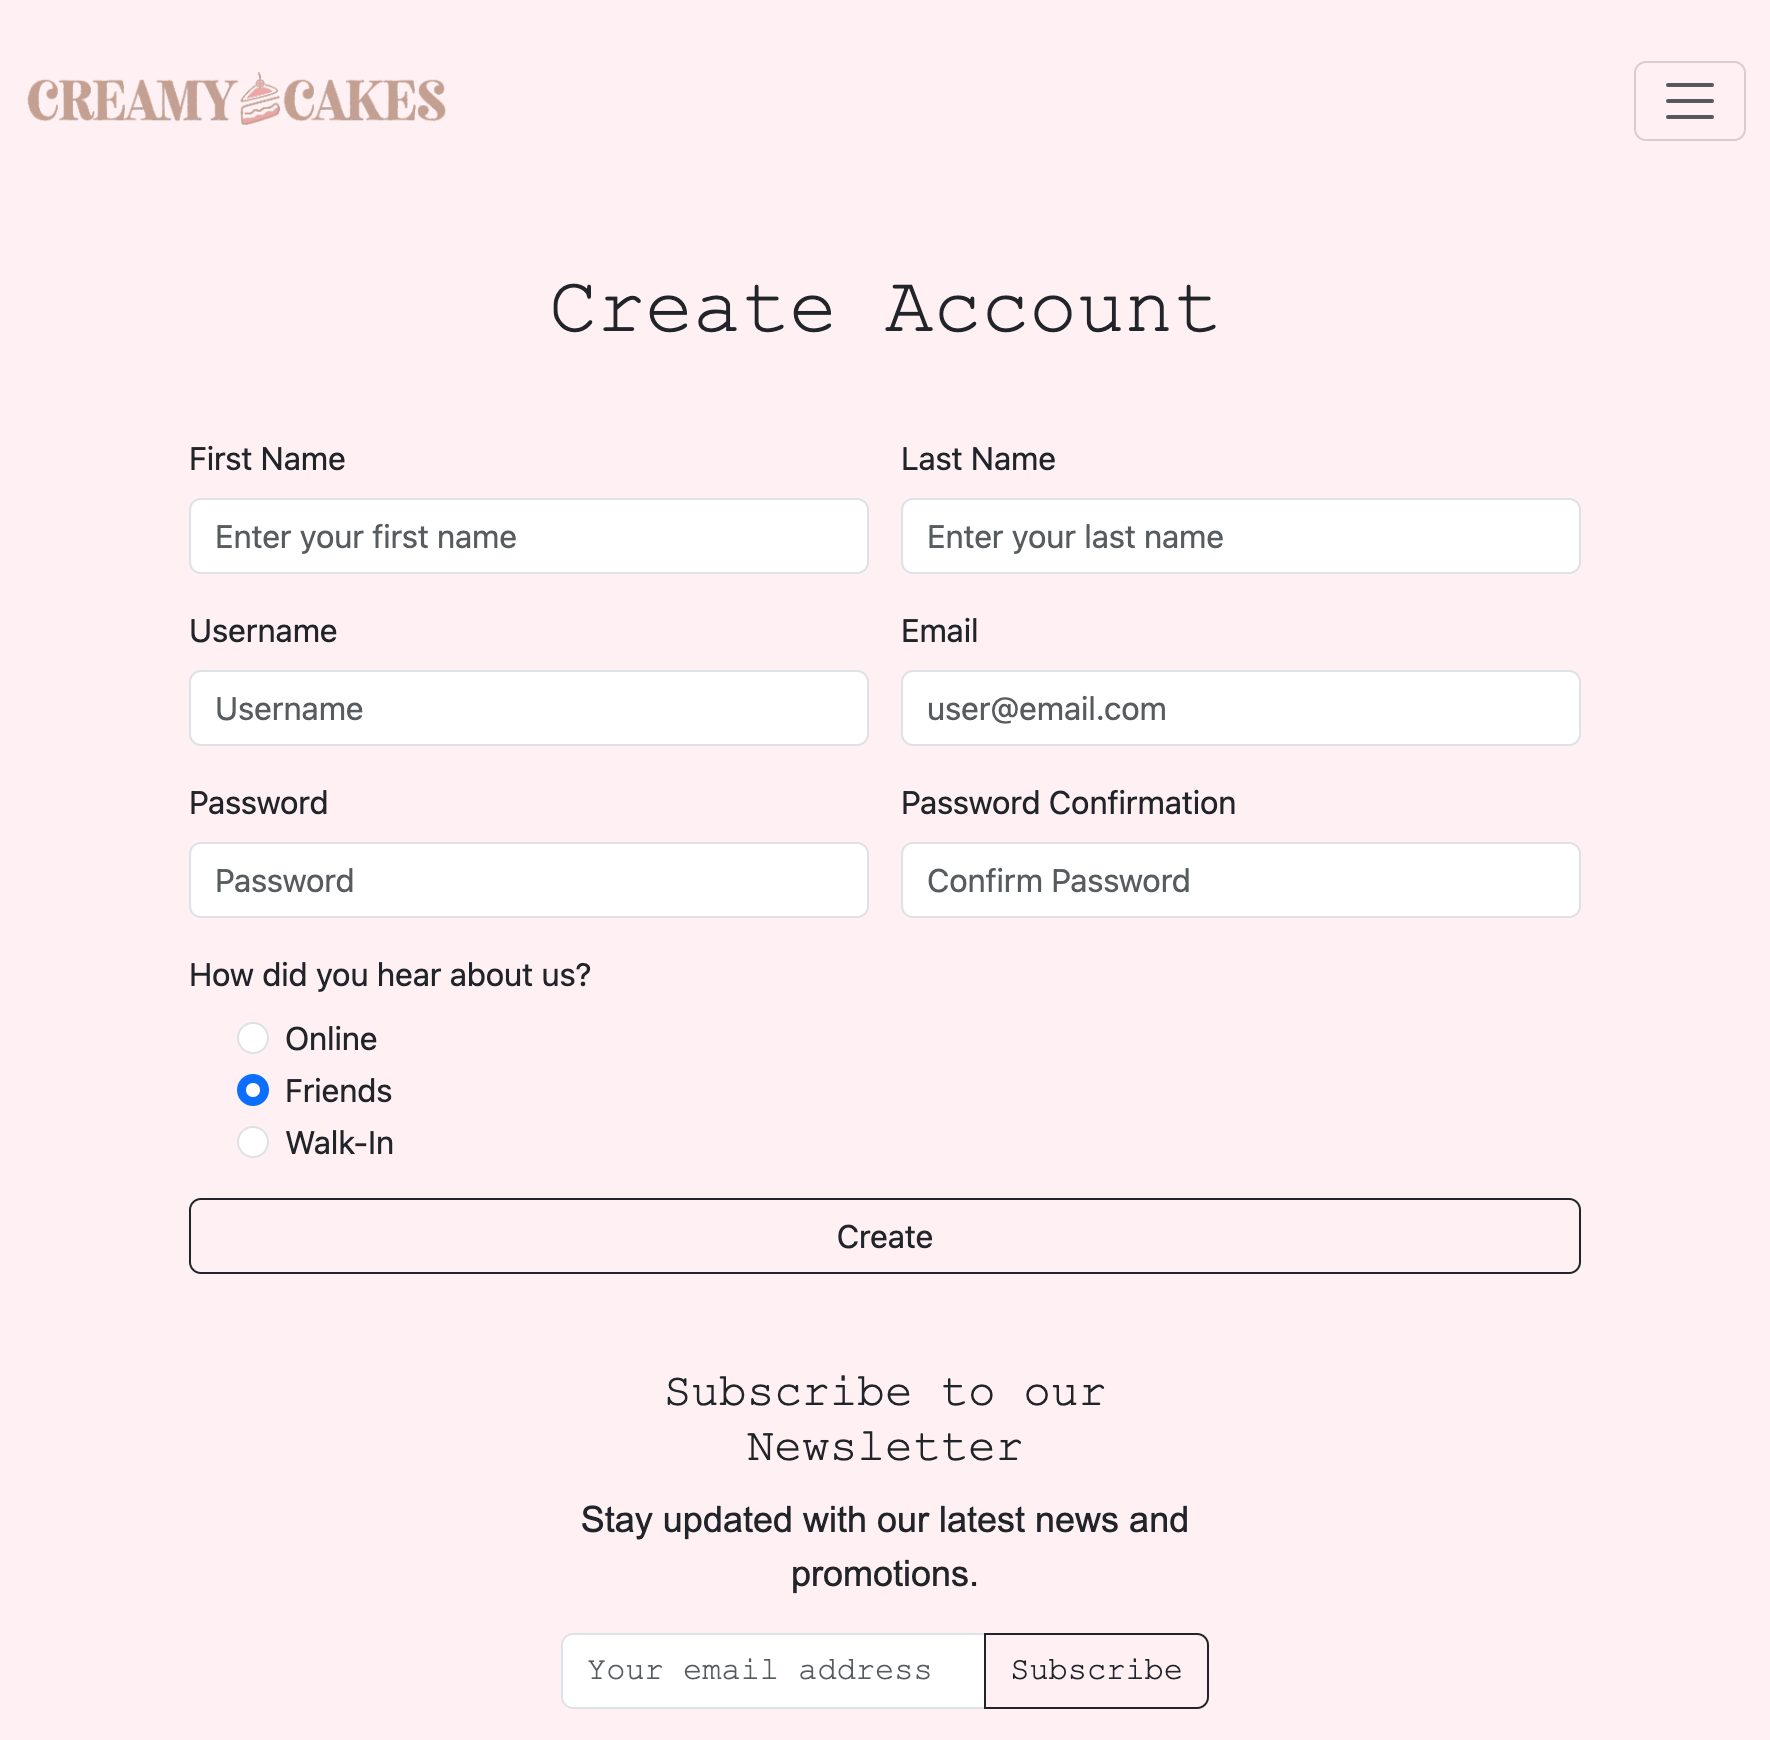 CREAMY CAKES
Create Account
First Name
Last Name
Enter your first name
Enter your last name
Username
Email
Username
user@email.com
Password
Password Confirmation
Password
Confirm Password
How did you hear about us?
Online
Friends
Walk-In
Create
Subscribe to our
Newsletter
Stay updated with our latest news and
promotions.
Your email address
Subscribe